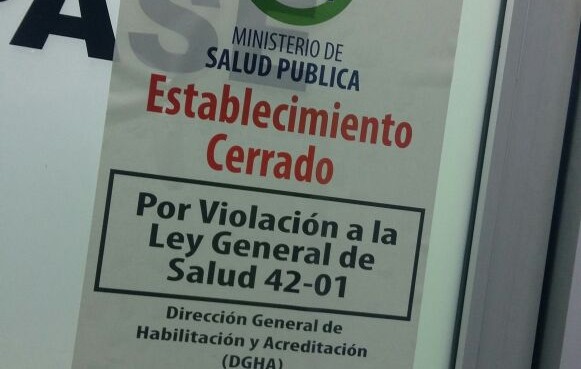 PASE
MINISTERIO DE
SALUD PUBLICA
Establecimiento
Cerrado
Por Violación a la
Ley General de
Salud 42-01
Dirección General de
Habilitación y Acreditación
(DGHA)